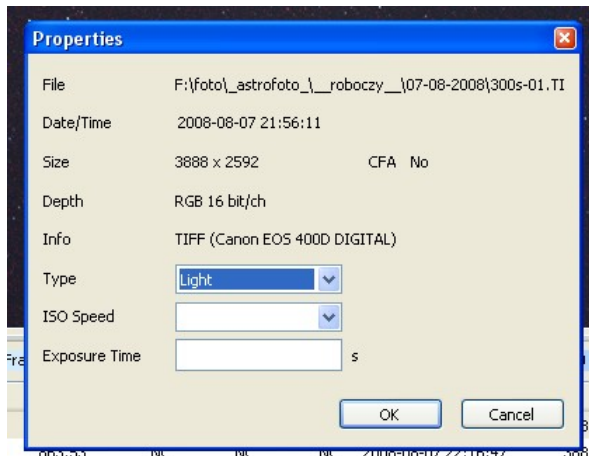 Properties
File F:\foto\_astrofoto_\__roboczy__\07-08-2008\300s-01.TI
Date/Time 2008-08-07 21:56:11
Size 3888 x 2592 CFA No
Depth RGB 16 bit/ch
Info TIFF (Canon EOS 400D DIGITAL)
Type Light
ISO Speed
Fra
Exposure Time s
OK Cancel